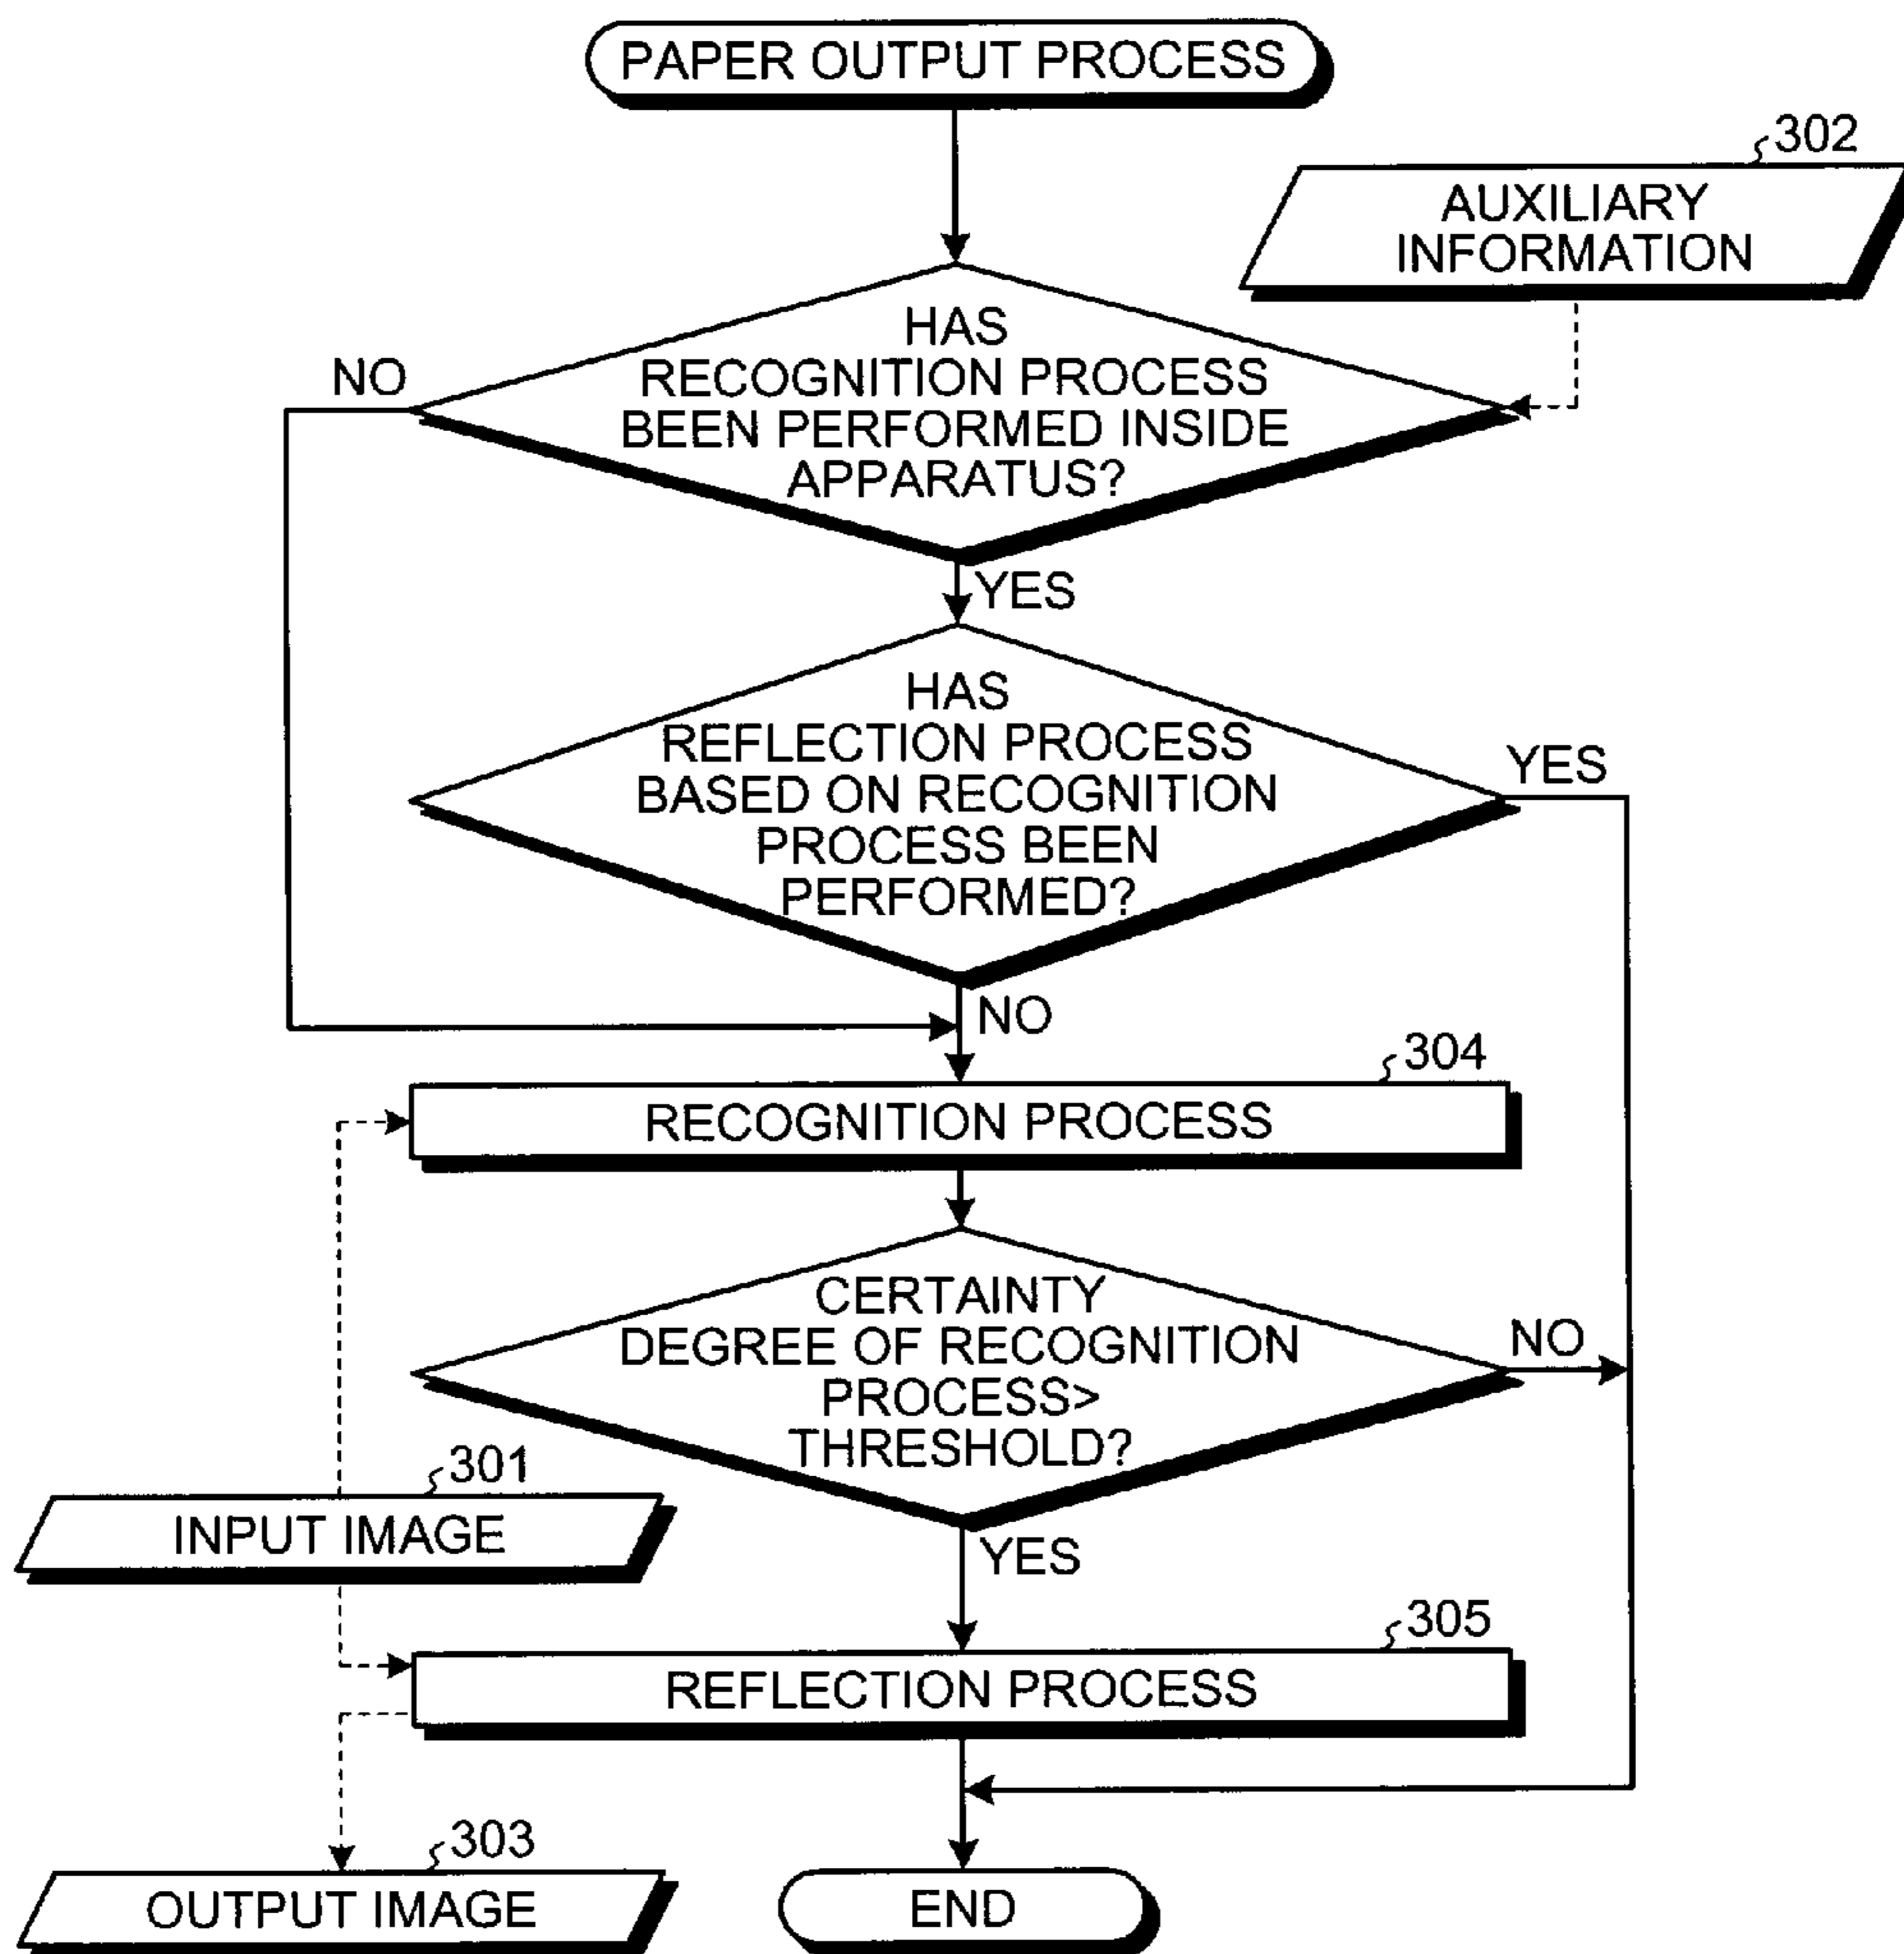 PAPER OUTPUT PROCESS
302
AUXILIARY
INFORMATION
HAS
RECOGNITION PROCESS
BEEN PERFORMED INSIDE
APPARATUS?
NO
YES
HAS
REFLECTION PROCESS
BASED ON RECOGNITION
PROCESS BEEN
PERFORMED?
YES
NO
304
RECOGNITION PROCESS
CERTAINTY
DEGREE OF RECOGNITION
PROCESS>
THRESHOLD?
NO
301
INPUT IMAGE
YES
305
REFLECTION PROCESS
303
OUTPUT IMAGE
END